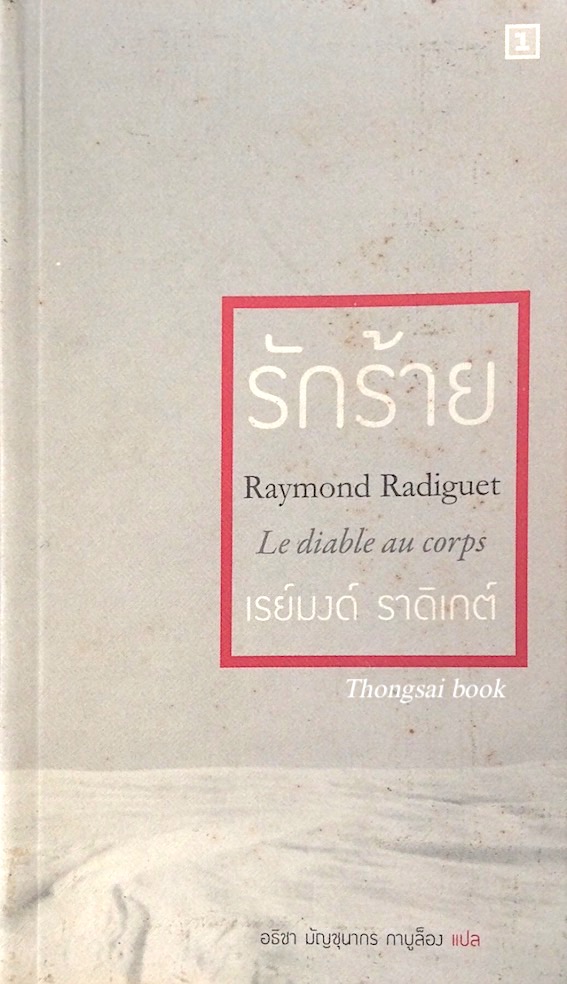 1
รักร้าย
Raymond Radiguet
Le diable au corps
เรย์มงด์ ราดิเกต์
Thongsai book
อธิชา มัญชุนากร กาบูล็อง แปล